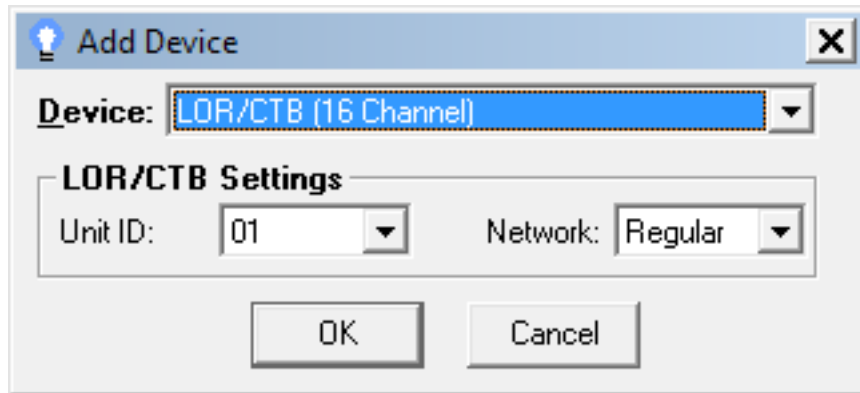 Add Device
Device: LOR/CTB (16 Channel)
LOR/CTB Settings
Unit ID: 01 Network: Regular
OK Cancel